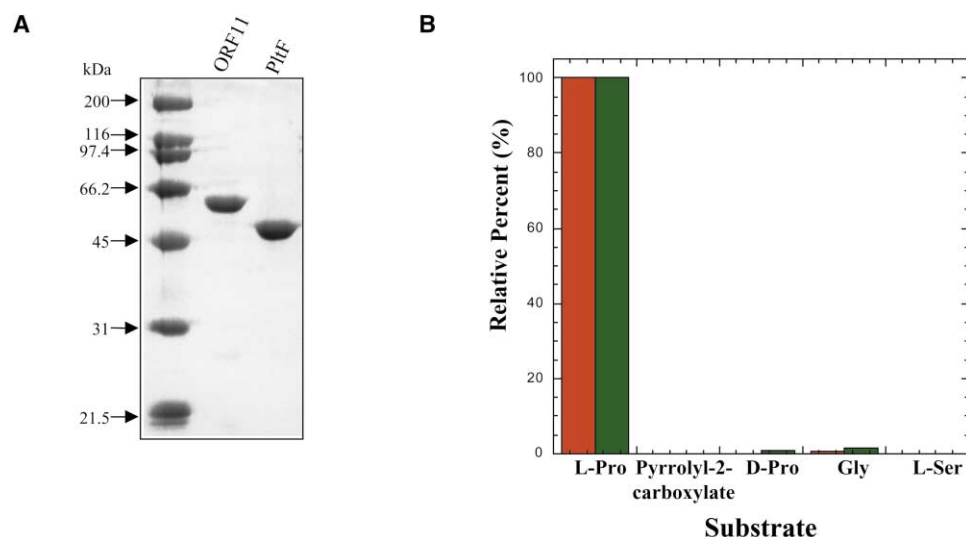 A
ORF11
PltF
kDa
200
116
97.4
66.2
45
31
21.5
B
Relative Percent (%)
100
80
60
40
20
0
L-Pro Pyrrolyl-2-carboxylate D-Pro Gly L-Ser
Substrate